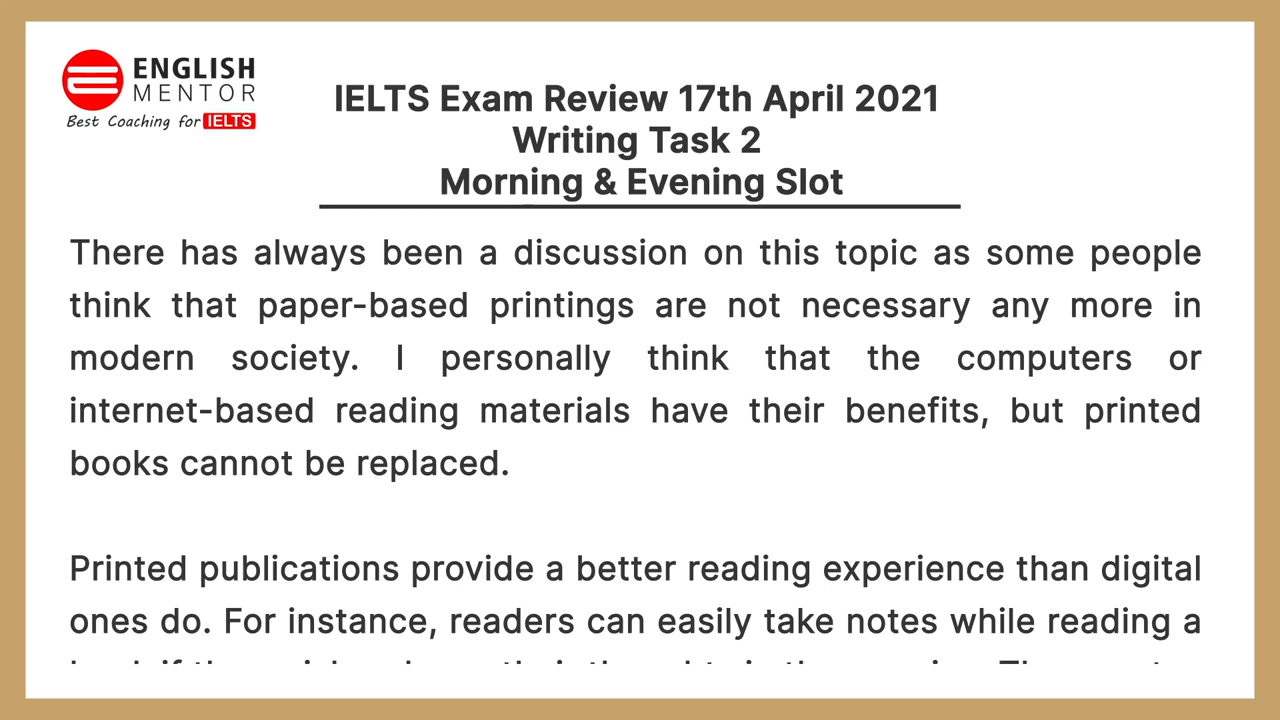 ENGLISH
MENTOR
Best Coaching for IELTS
IELTS Exam Review 17th April 2021
Writing Task 2
Morning & Evening Slot
There has always been a discussion on this topic as some people
think that paper-based printings are not necessary any more in
modern society. I personally think that the computers or
internet-based reading materials have their benefits, but printed
books cannot be replaced.
Printed publications provide a better reading experience than digital
ones do. For instance, readers can easily take notes while reading a